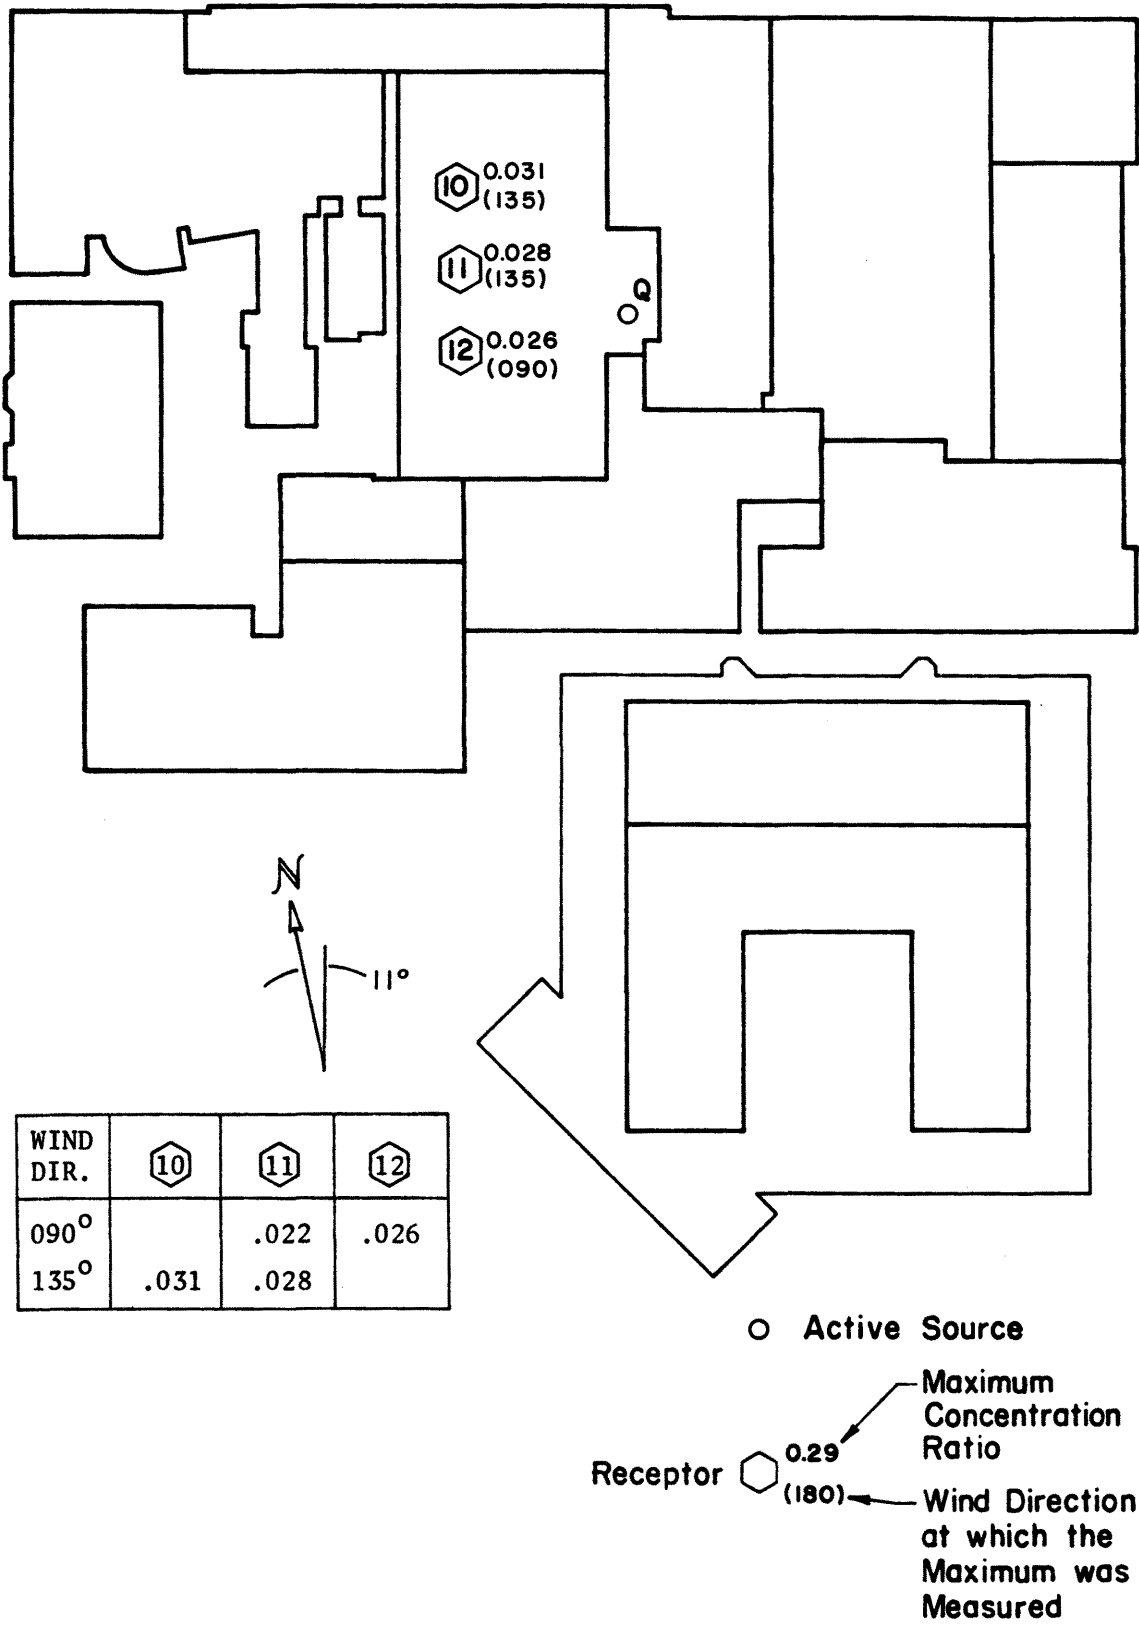 10 0.031
(135)
11 0.028
(135)
Q
12 0.026
(090)
N
11°
WIND DIR. 10 11 12
090° .022 .026
135° .031 .028
Active Source
Maximum
Concentration
Ratio
Receptor 0.29
(180)
Wind Direction
at which the
Maximum was
Measured